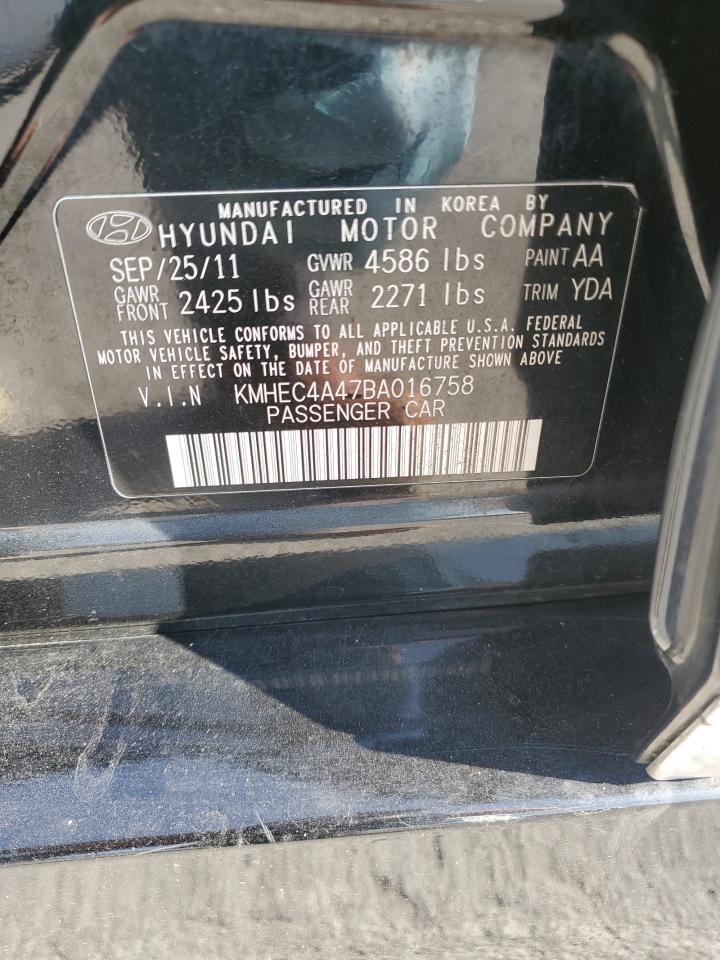 MANUFACTURED IN KOREA BY
HYUNDAI MOTOR COMPANY
SEP/25/11 GVWR 4586 lbs PAINT AA
GAWR FRONT 2425 lbs GAWR REAR 2271 lbs TRIM YDA
THIS VEHICLE CONFORMS TO ALL APPLICABLE U.S.A. FEDERAL
MOTOR VEHICLE SAFETY, BUMPER, AND THEFT PREVENTION STANDARDS
IN EFFECT ON THE DATE OF MANUFACTURE SHOWN ABOVE
V.I.N KMHEC4A47BA016758
PASSENGER CAR